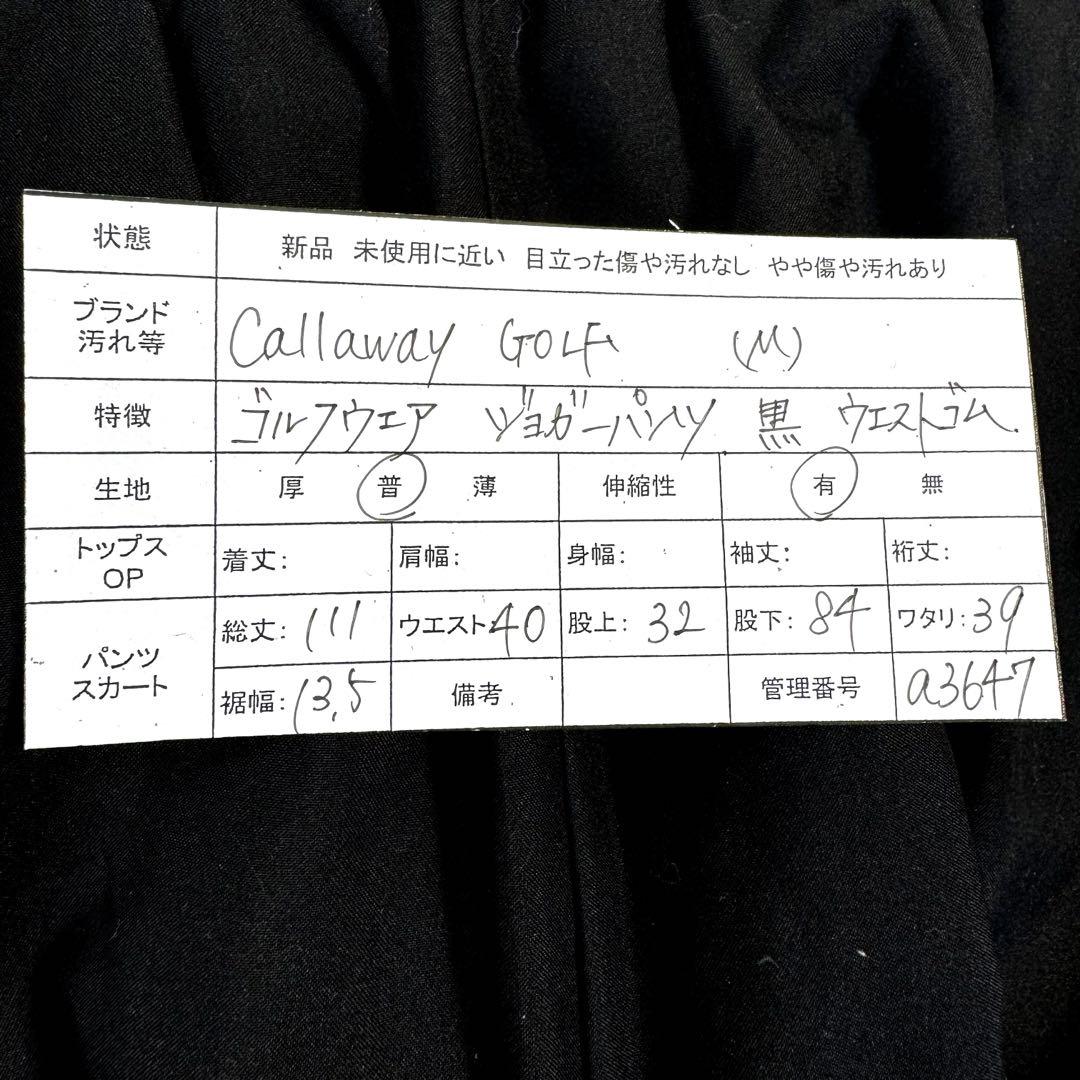 状態 新品 未使用に近い 目立った傷や汚れなし やや傷や汚れあり
ブランド
汚れ等 Callaway GOLF (M)
特徴 ゴルフウェア ジョガーパンツ 黒 ウエストゴム
生地 厚 普 薄 伸縮性 有 無
トップス
OP 着丈: 肩幅: 身幅: 袖丈: 裄丈:
パンツ
スカート 総丈: 111 ウエスト: 40 股上: 32 股下: 84 ワタリ: 39
裾幅: 13.5 備考 管理番号 a3647